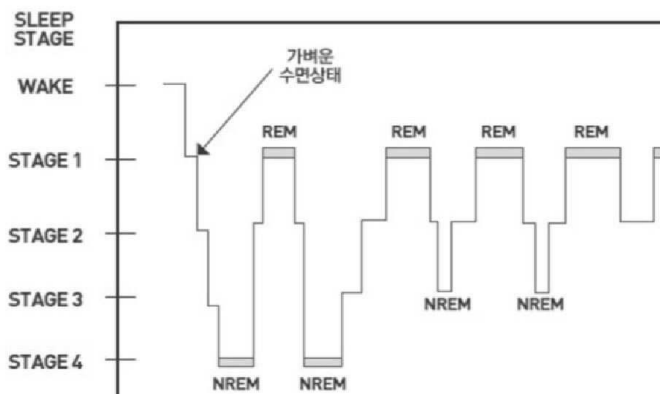 SLEEP
STAGE
가벼운
수면상태
WAKE
REM
REM
REM
REM
STAGE 1
STAGE 2
STAGE 3
NREM
NREM
STAGE 4
NREM
NREM